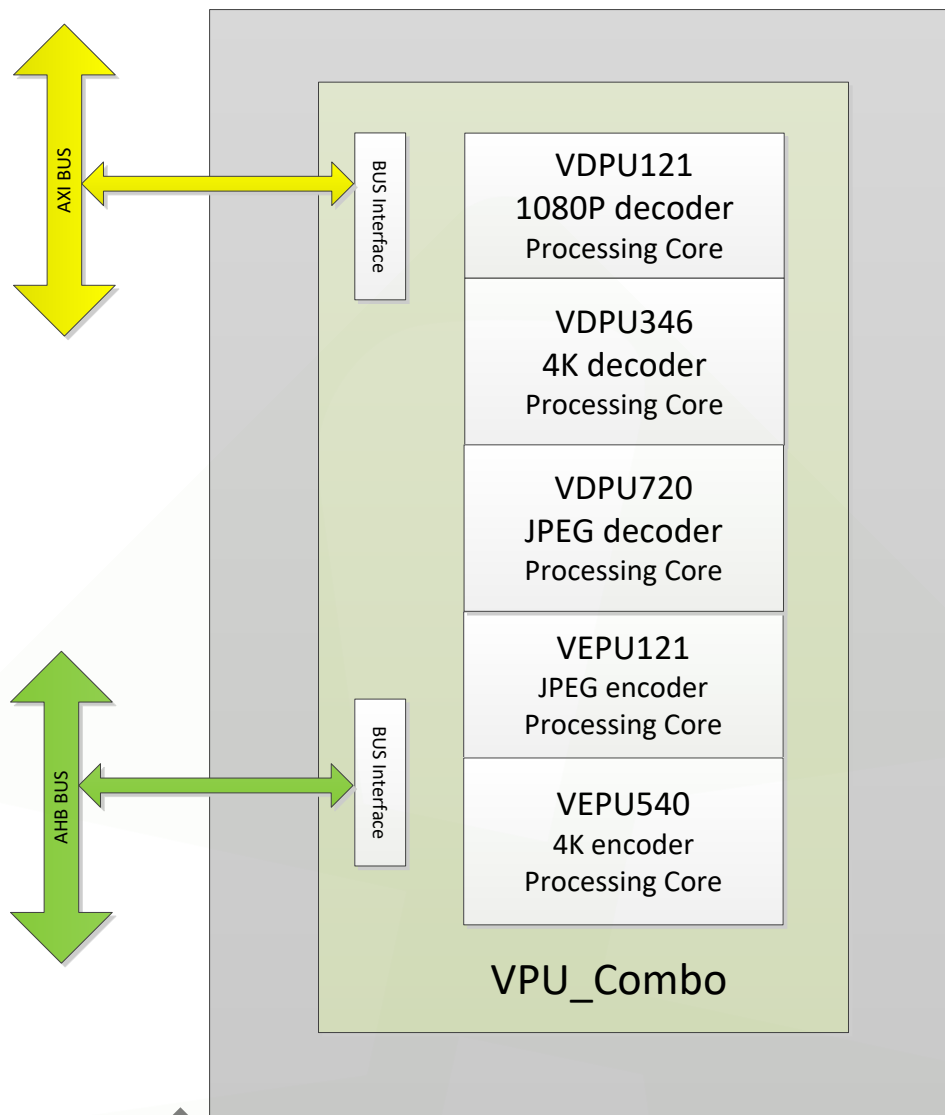 AXI BUS
BUS Interface
VDPU121
1080P decoder
Processing Core
VDPU346
4K decoder
Processing Core
VDPU720
JPEG decoder
Processing Core
VEPU121
JPEG encoder
Processing Core
AHB BUS
BUS Interface
VEPU540
4K encoder
Processing Core
VPU_Combo